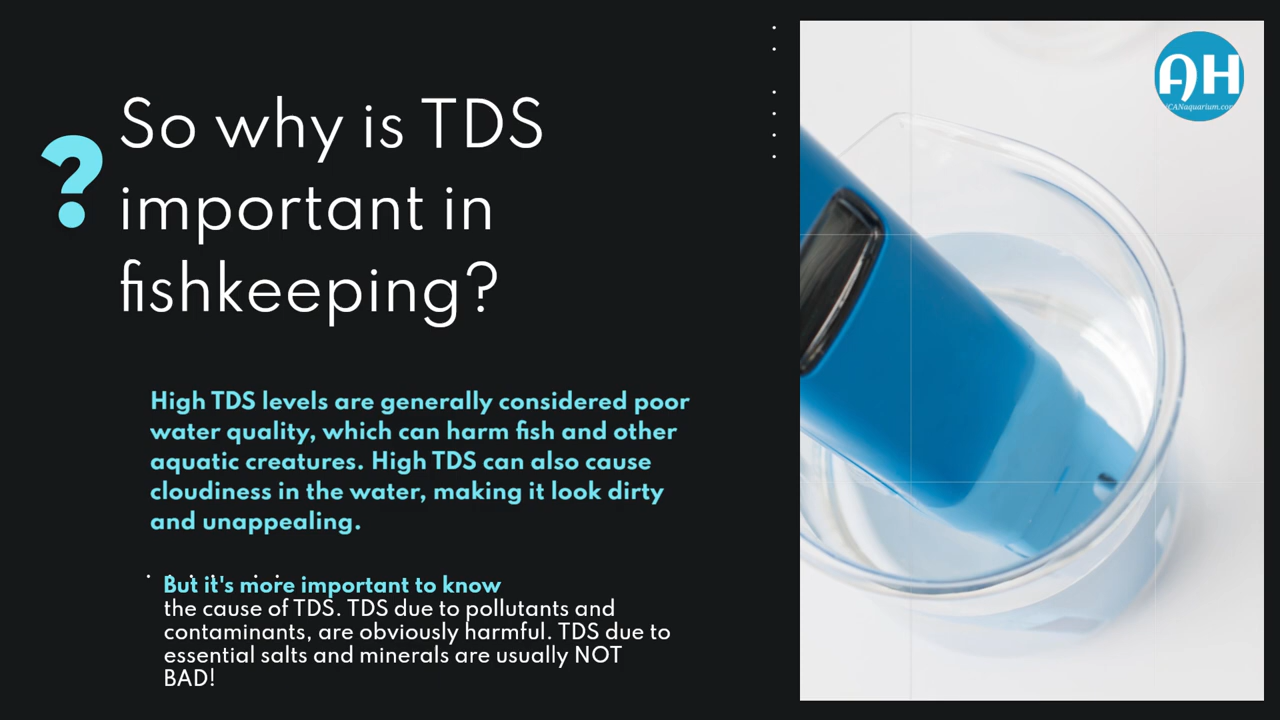 ?
So why is TDS
important in
fishkeeping?
High TDS levels are generally considered poor
water quality, which can harm fish and other
aquatic creatures. High TDS can also cause
cloudiness in the water, making it look dirty
and unappealing.
But it's more important to know
the cause of TDS. TDS due to pollutants and
contaminants, are obviously harmful. TDS due to
essential salts and minerals are usually NOT
BAD!
AH